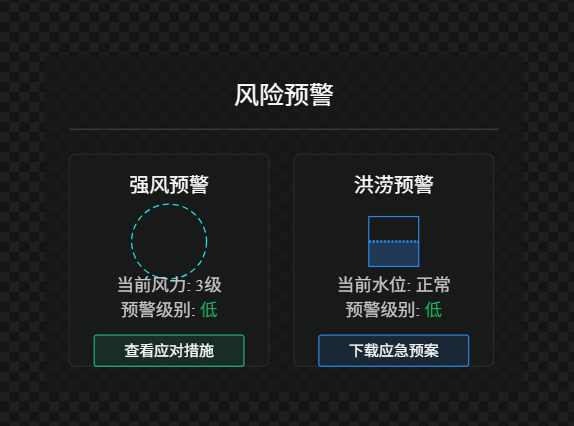 风险预警
强风预警
当前风力: 3级
预警级别: 低
查看应对措施
洪涝预警
当前水位: 正常
预警级别: 低
下载应急预案